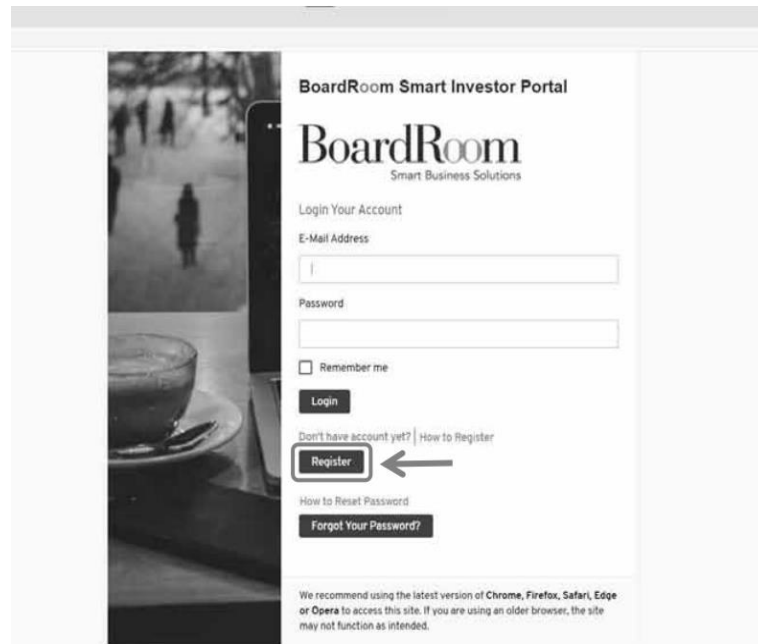 BoardRoom Smart Investor Portal
BoardRoom
Smart Business Solutions
Login Your Account
E-Mail Address
Password
Remember me
Login
Don't have account yet? | How to Register
Register
How to Reset Password
Forgot Your Password?
We recommend using the latest version of Chrome, Firefox, Safari, Edge
or Opera to access this site. If you are using an older browser, the site
may not function as intended.